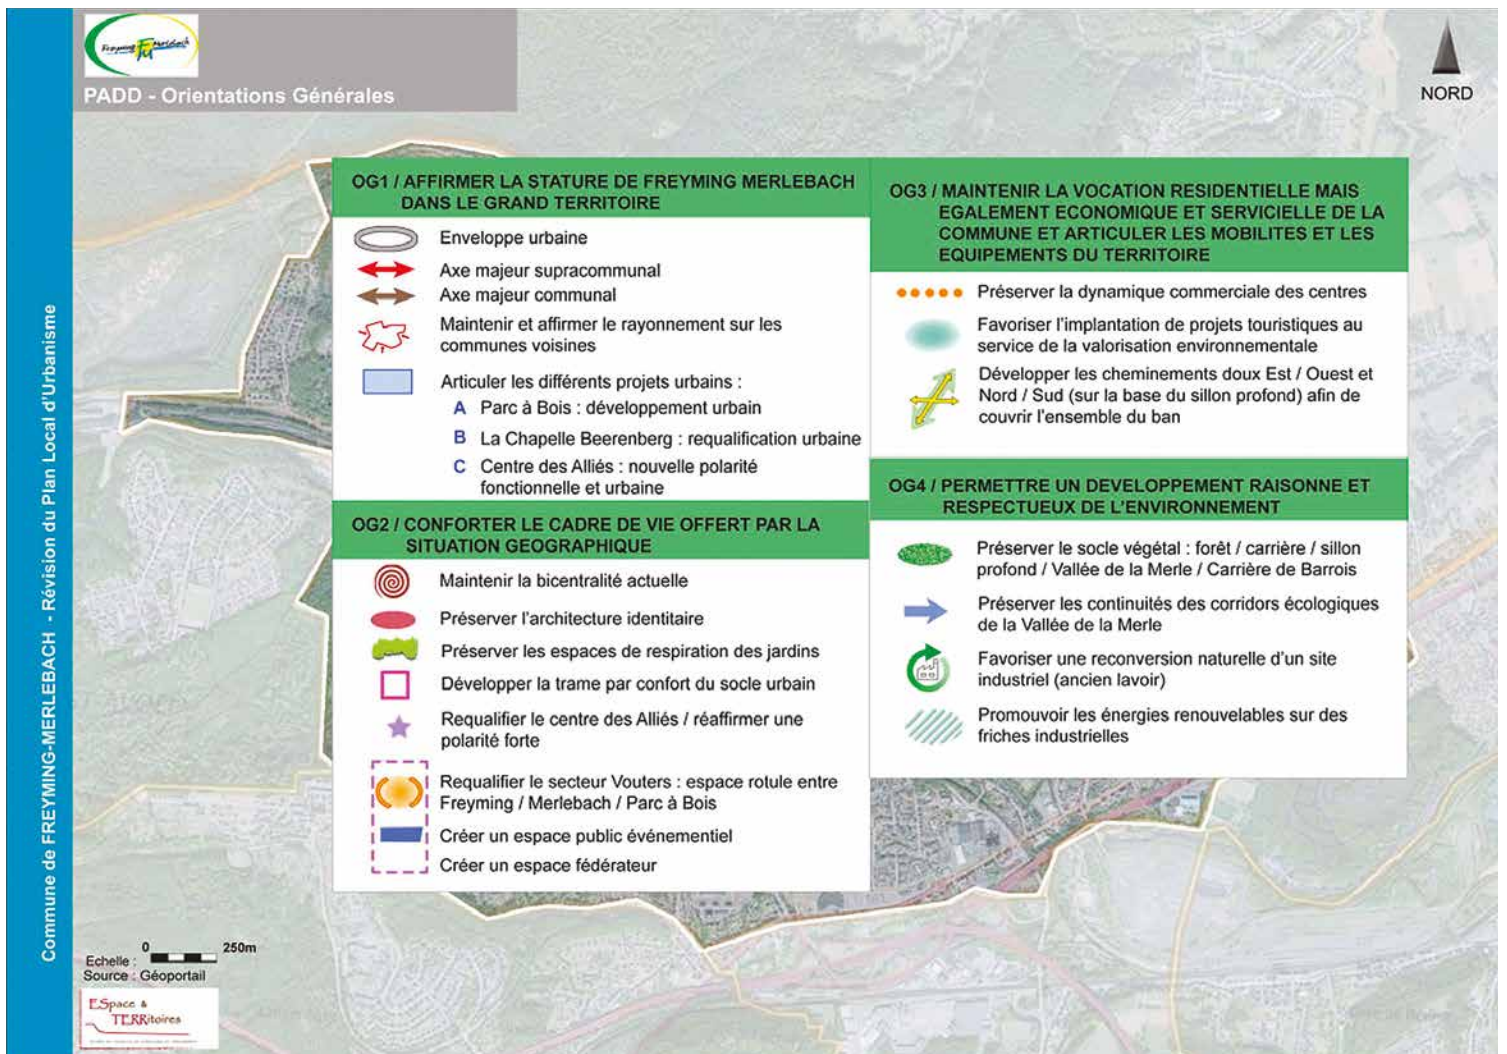 Freyming Merlebach
PADD - Orientations Générales
NORD
Commune de FREYMING-MERLEBACH - Révision du Plan Local d'Urbanisme
OG1 / AFFIRMER LA STATURE DE FREYMING MERLEBACH
DANS LE GRAND TERRITOIRE
Enveloppe urbaine
Axe majeur supracommunal
Axe majeur communal
Maintenir et affirmer le rayonnement sur les
communes voisines
Articuler les différents projets urbains :
A Parc à Bois : développement urbain
B La Chapelle Beerenberg : requalification urbaine
C Centre des Alliés : nouvelle polarité
fonctionnelle et urbaine
OG2 / CONFORTER LE CADRE DE VIE OFFERT PAR LA
SITUATION GEOGRAPHIQUE
Maintenir la bicentralité actuelle
Préserver l'architecture identitaire
Préserver les espaces de respiration des jardins
Développer la trame par confort du socle urbain
Requalifier le centre des Alliés / réaffirmer une
polarité forte
Requalifier le secteur Vouters : espace rotule entre
Freyming / Merlebach / Parc à Bois
Créer un espace public événementiel
Créer un espace fédérateur
OG3 / MAINTENIR LA VOCATION RESIDENTIELLE MAIS
EGALEMENT ECONOMIQUE ET SERVICIELLE DE LA
COMMUNE ET ARTICULER LES MOBILITES ET LES
EQUIPEMENTS DU TERRITOIRE
Préserver la dynamique commerciale des centres
Favoriser l'implantation de projets touristiques au
service de la valorisation environnementale
Développer les cheminements doux Est / Ouest et
Nord / Sud (sur la base du sillon profond) afin de
couvrir l'ensemble du ban
OG4 / PERMETTRE UN DEVELOPPEMENT RAISONNE ET
RESPECTUEUX DE L'ENVIRONNEMENT
Préserver le socle végétal : forêt / carrière / sillon
profond / Vallée de la Merle / Carrière de Barrois
Préserver les continuités des corridors écologiques
de la Vallée de la Merle
Favoriser une reconversion naturelle d'un site
industriel (ancien lavoir)
Promouvoir les énergies renouvelables sur des
friches industrielles
0 250m
Echelle :
Source : Géoportail
ESpace &
TERRitoires